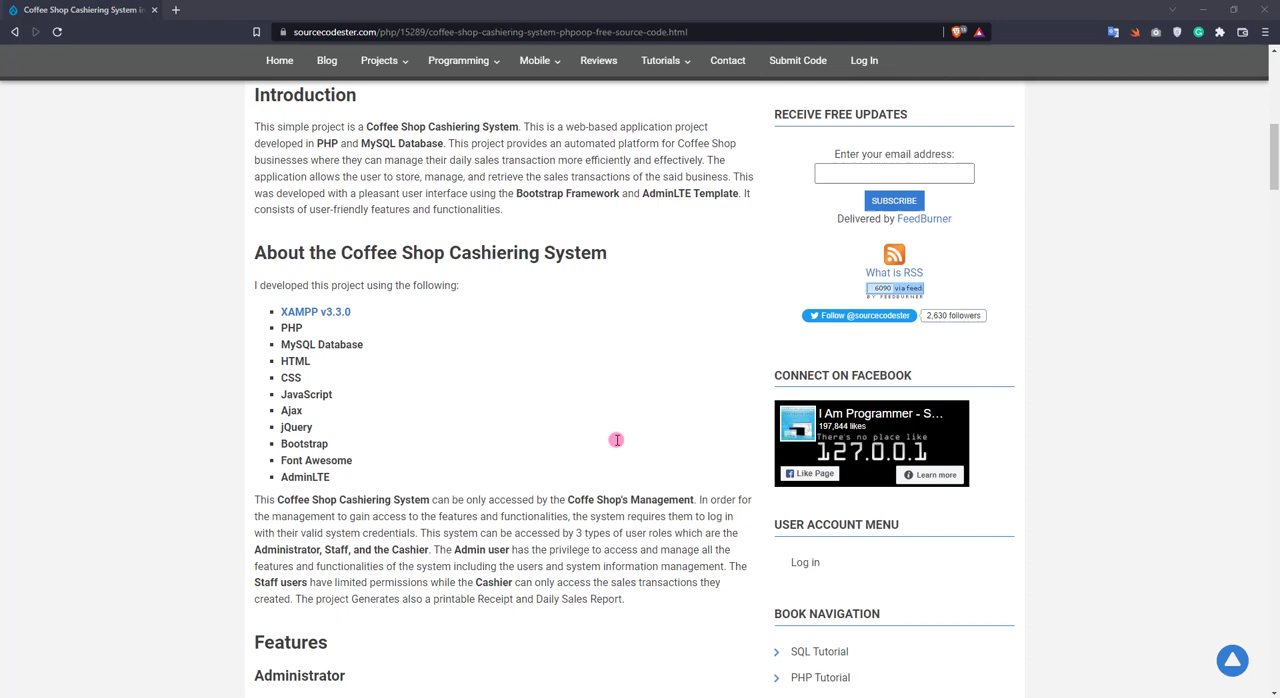 Coffee Shop Cashiering System in
sourcecodester.com/php/15289/coffee-shop-cashiering-system-phpoop-free-source-code.html
Home Blog Projects Programming Mobile Reviews Tutorials Contact Submit Code Log In
Introduction
This simple project is a Coffee Shop Cashiering System. This is a web-based application project
developed in PHP and MySQL Database. This project provides an automated platform for Coffee Shop
businesses where they can manage their daily sales transaction more efficiently and effectively. The
application allows the user to store, manage, and retrieve the sales transactions of the said business. This
was developed with a pleasant user interface using the Bootstrap Framework and AdminLTE Template. It
consists of user-friendly features and functionalities.
About the Coffee Shop Cashiering System
I developed this project using the following:
XAMPP v3.3.0
PHP
MySQL Database
HTML
CSS
JavaScript
Ajax
jQuery
Bootstrap
Font Awesome
AdminLTE
This Coffee Shop Cashiering System can be only accessed by the Coffe Shop's Management. In order for
the management to gain access to the features and functionalities, the system requires them to log in
with their valid system credentials. This system can be accessed by 3 types of user roles which are the
Administrator, Staff, and the Cashier. The Admin user has the privilege to access and manage all the
features and functionalities of the system including the users and system information management. The
Staff users have limited permissions while the Cashier can only access the sales transactions they
created. The project Generates also a printable Receipt and Daily Sales Report.
Features
Administrator
RECEIVE FREE UPDATES
Enter your email address:
SUBSCRIBE
Delivered by FeedBurner
What is RSS
6090 via feed
BY FEEDBURNER
Follow @sourcecodester 2,630 followers
CONNECT ON FACEBOOK
I Am Programmer - S...
197,844 likes
There's no place like
127.0.0.1
Like Page Learn more
USER ACCOUNT MENU
Log in
BOOK NAVIGATION
SQL Tutorial
PHP Tutorial